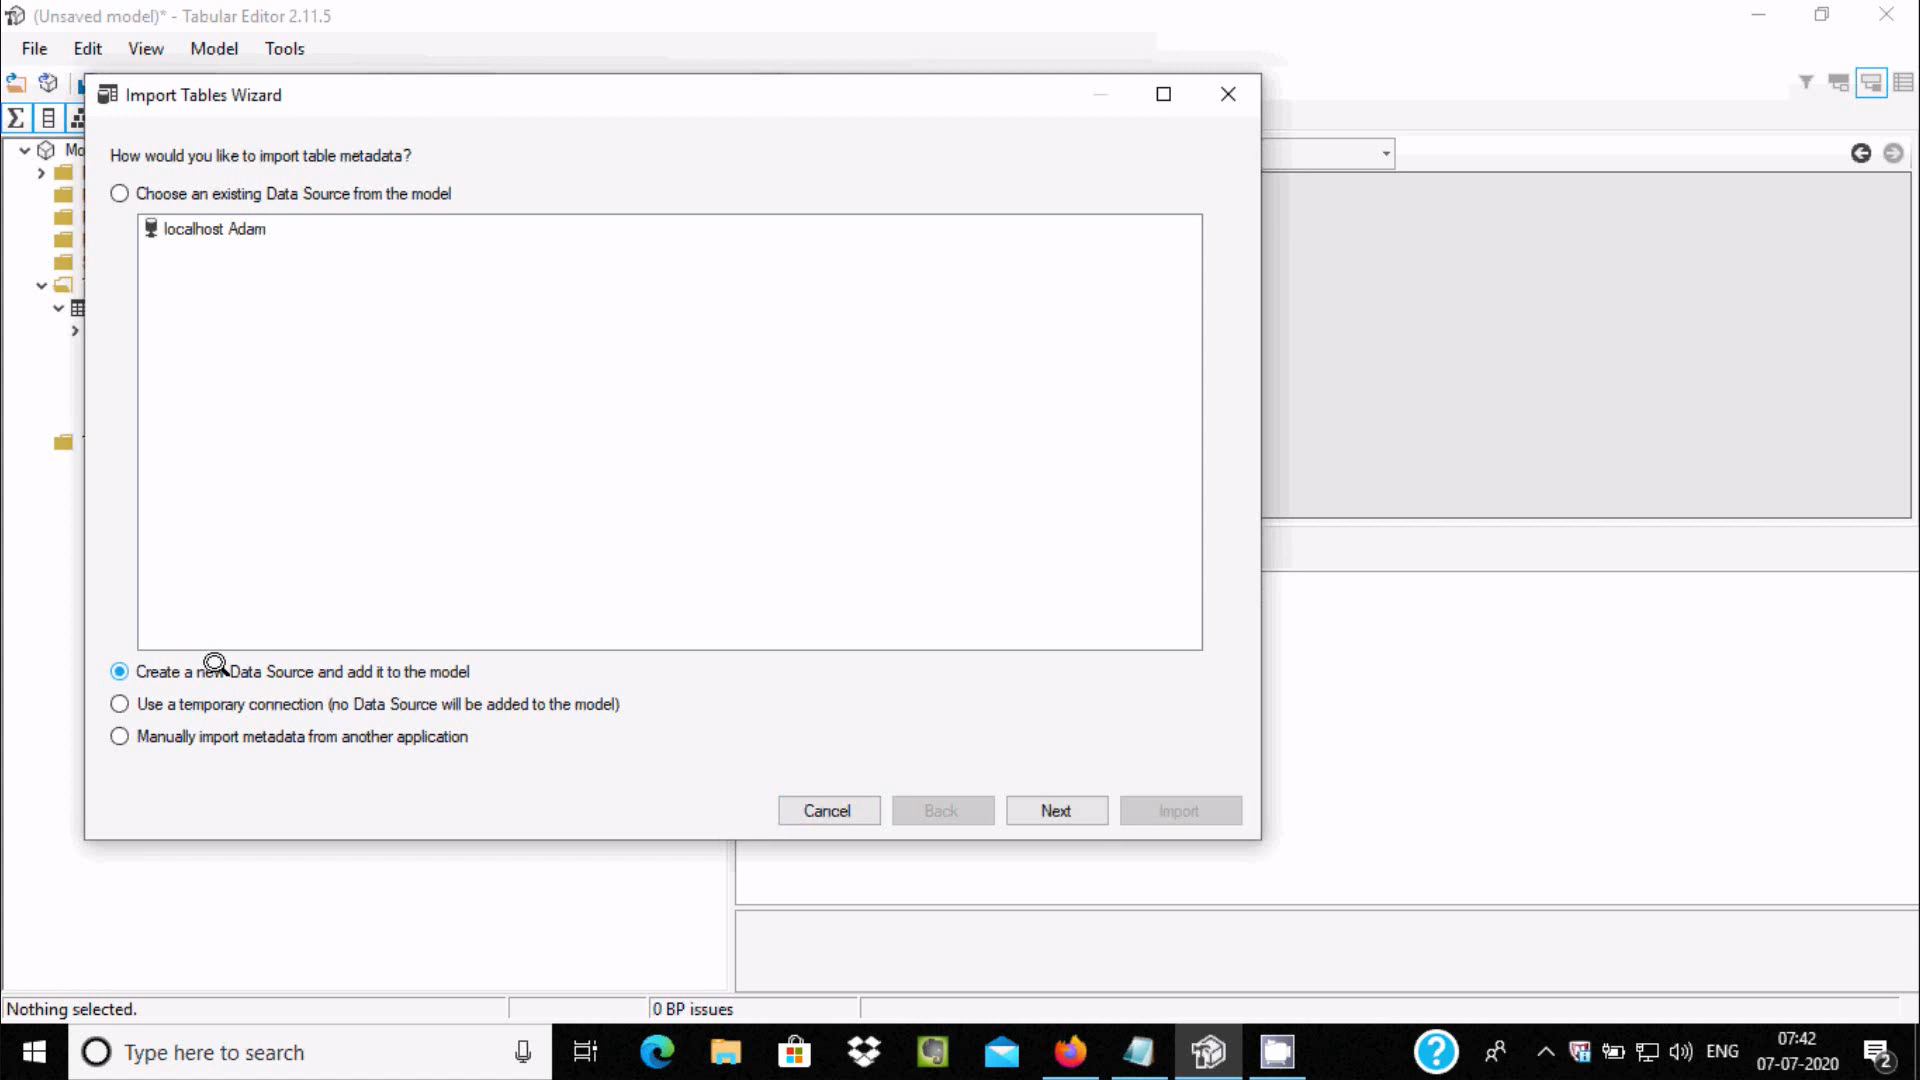 (Unsaved model)* - Tabular Editor 2.11.5
File Edit View Model Tools
Import Tables Wizard
Mo
How would you like to import table metadata?
Choose an existing Data Source from the model
localhost Adam
Create a new Data Source and add it to the model
Use a temporary connection (no Data Source will be added to the model)
Manually import metadata from another application
Cancel Back Next Import
Nothing selected. 0 BP issues
Type here to search
ENG
07:42
07-07-2020
2